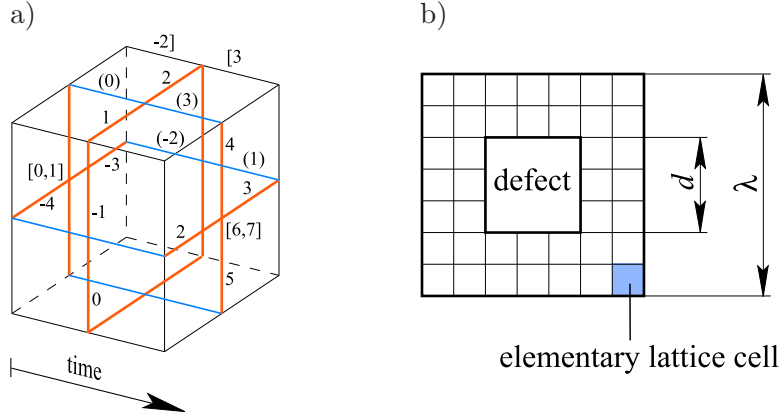 a)
b)
-2]
[3
(0)
2
(3)
1
(-2)
4
(1)
-3
[0,1]
3
-4
-1
2
[6,7]
5
0
time
defect
d
λ
elementary lattice cell